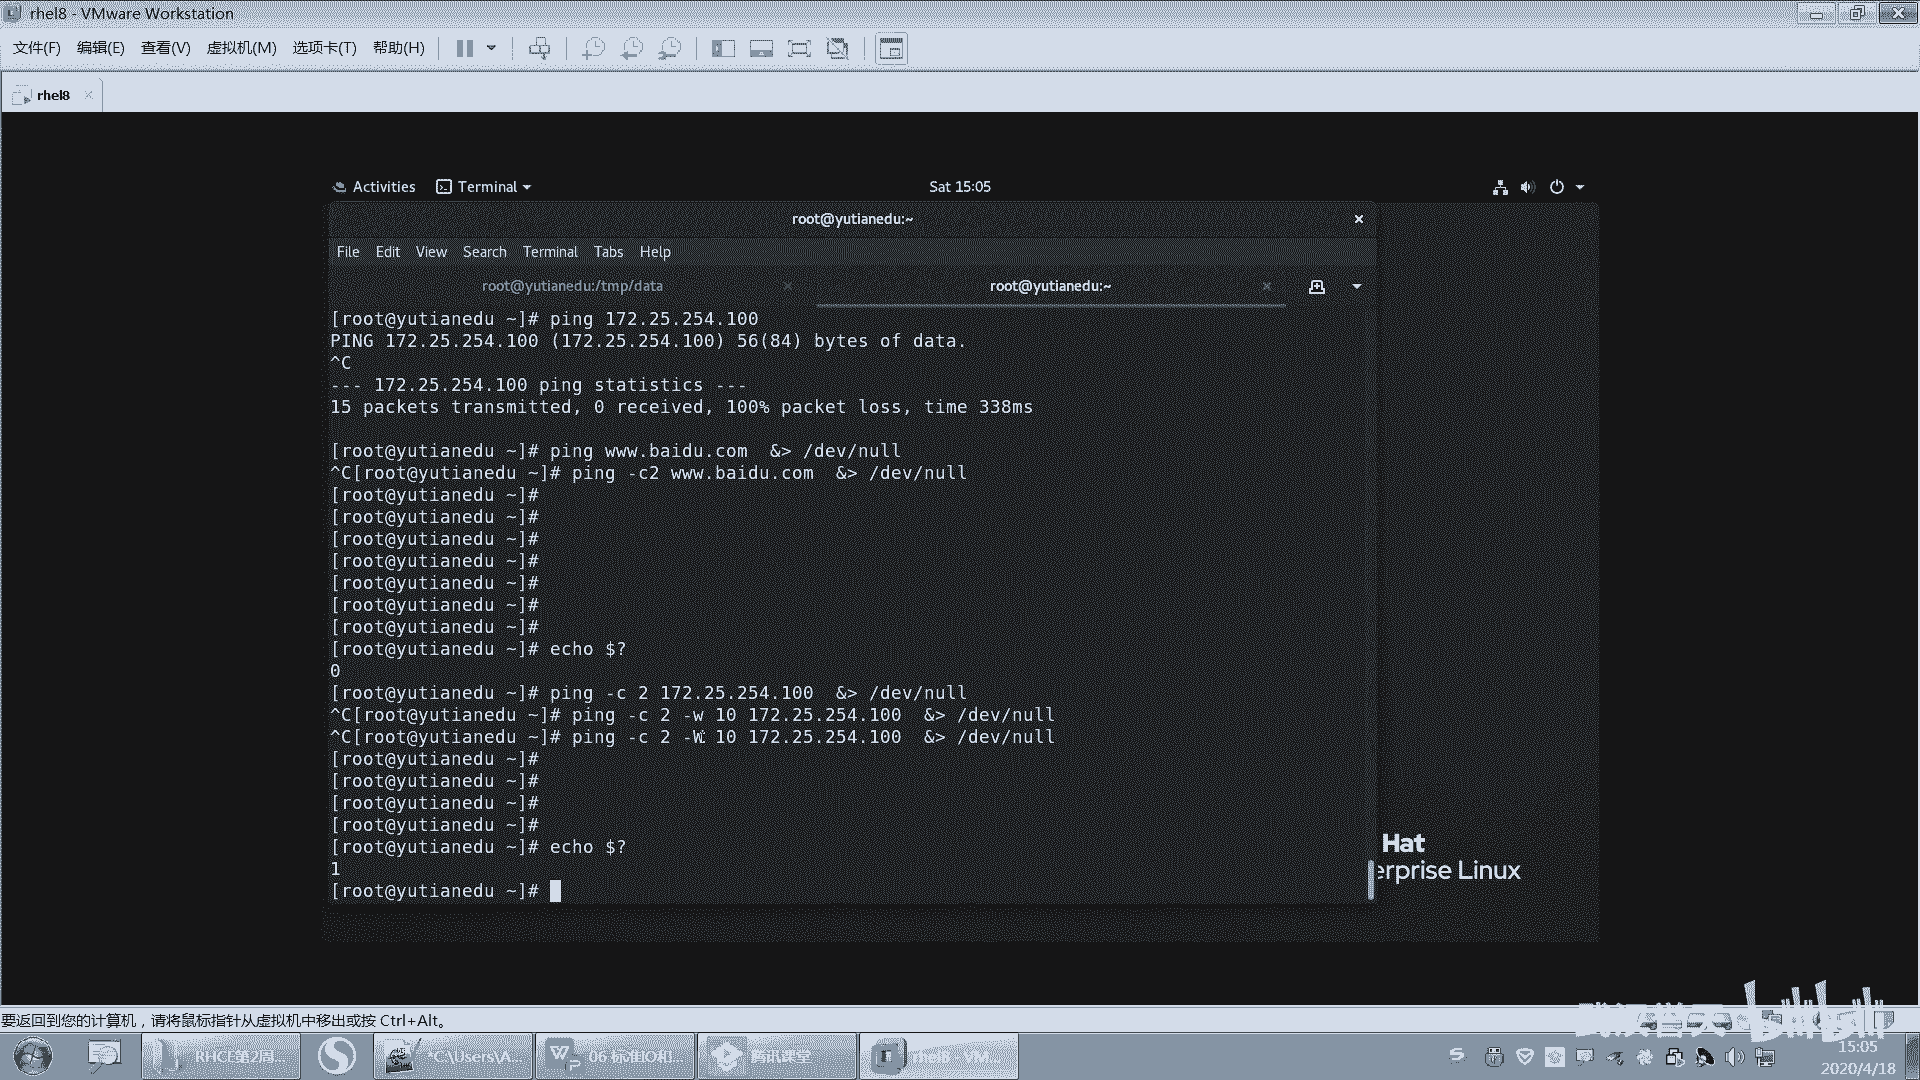 rhel8 - VMware Workstation
文件(F) 编辑(E) 查看(V) 虚拟机(M) 选项卡(T) 帮助(H)
rhel8
Activities Terminal Sat 15:05
root@yutianedu:~
File Edit View Search Terminal Tabs Help
root@yutianedu:/tmp/data root@yutianedu:~
[root@yutianedu ~]# ping 172.25.254.100
PING 172.25.254.100 (172.25.254.100) 56(84) bytes of data.
^C
--- 172.25.254.100 ping statistics ---
15 packets transmitted, 0 received, 100% packet loss, time 338ms
[root@yutianedu ~]# ping www.baidu.com  &> /dev/null
^C[root@yutianedu ~]# ping -c2 www.baidu.com  &> /dev/null
[root@yutianedu ~]#
[root@yutianedu ~]#
[root@yutianedu ~]#
[root@yutianedu ~]#
[root@yutianedu ~]#
[root@yutianedu ~]#
[root@yutianedu ~]#
[root@yutianedu ~]# echo $?
0
[root@yutianedu ~]# ping -c 2 172.25.254.100  &> /dev/null
^C[root@yutianedu ~]# ping -c 2 -w 10 172.25.254.100  &> /dev/null
^C[root@yutianedu ~]# ping -c 2 -W 10 172.25.254.100  &> /dev/null
[root@yutianedu ~]#
[root@yutianedu ~]#
[root@yutianedu ~]#
[root@yutianedu ~]#
[root@yutianedu ~]# echo $?
1
[root@yutianedu ~]#
Hat
erprise Linux
要返回到您的计算机，请将鼠标指针从虚拟机中移出或按 Ctrl+Alt。
bilibili
RHCE第2周... *C:\Users\A... 06 标准IO和... 腾讯课堂 rhel8 - VM...
15:05
2020/4/18